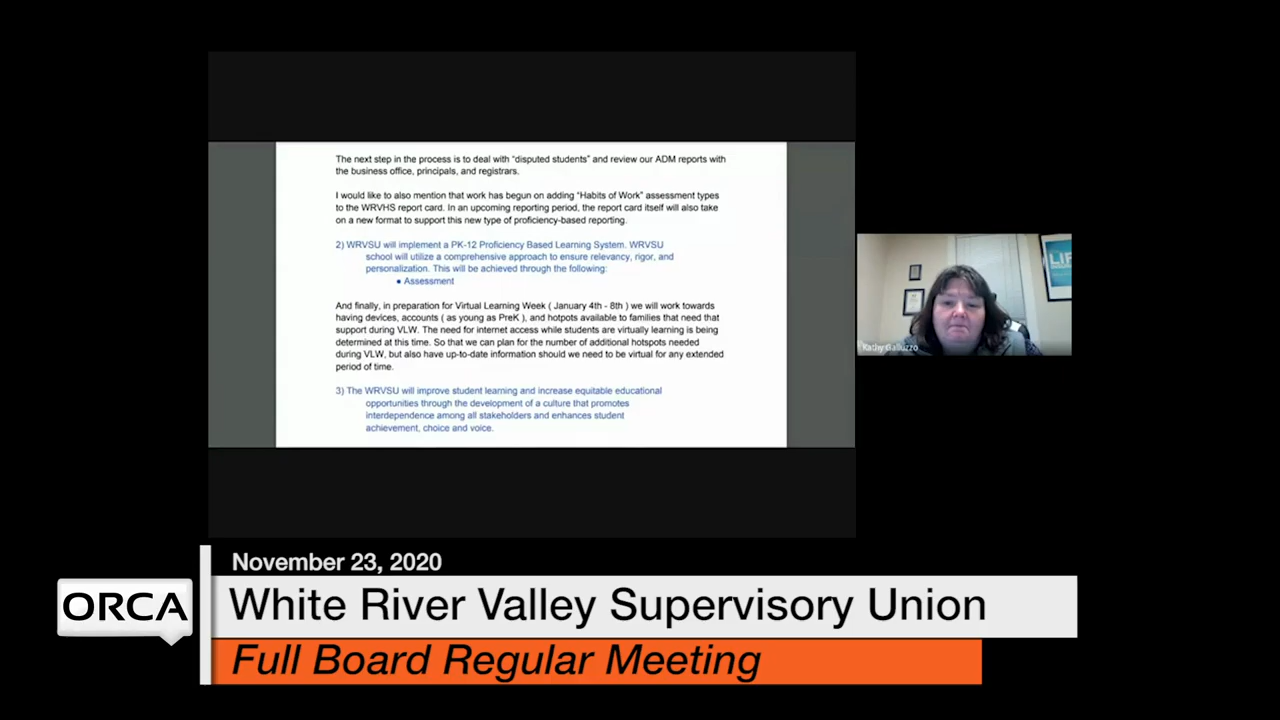 The next step in the process is to deal with “disputed students” and review our ADM reports with
the business office, principals, and registrars.
I would like to also mention that work has begun on adding “Habits of Work” assessment types
to the WRVHS report card. In an upcoming reporting period, the report card itself will also take
on a new format to support this new type of proficiency-based reporting.
2) WRVSU will implement a PK-12 Proficiency Based Learning System. WRVSU
school will utilize a comprehensive approach to ensure relevancy, rigor, and
personalization. This will be achieved through the following:
• Assessment
And finally, in preparation for Virtual Learning Week ( January 4th - 8th ) we will work towards
having devices, accounts ( as young as PreK ), and hotpots available to families that need that
support during VLW. The need for internet access while students are virtually learning is being
determined at this time. So that we can plan for the number of additional hotspots needed
during VLW, but also have up-to-date information should we need to be virtual for any extended
period of time.
3) The WRVSU will improve student learning and increase equitable educational
opportunities through the development of a culture that promotes
interdependence among all stakeholders and enhances student
achievement, choice and voice.
LIF
Kathy Galluzzo
November 23, 2020
ORCA
White River Valley Supervisory Union
Full Board Regular Meeting